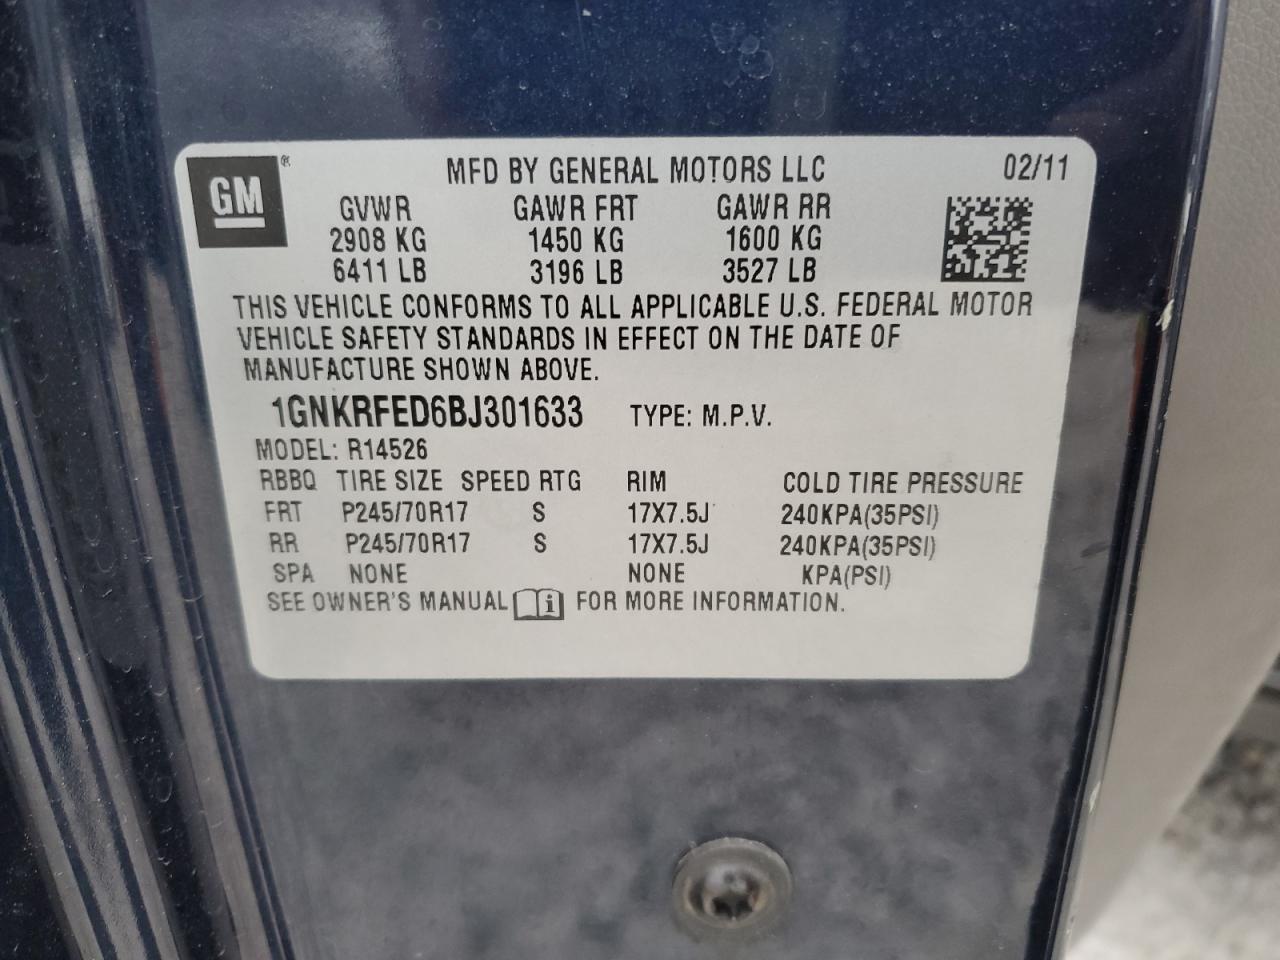 GM ® MFD BY GENERAL MOTORS LLC 02/11
GVWR GAWR FRT GAWR RR
2908 KG 1450 KG 1600 KG
6411 LB 3196 LB 3527 LB
THIS VEHICLE CONFORMS TO ALL APPLICABLE U.S. FEDERAL MOTOR
VEHICLE SAFETY STANDARDS IN EFFECT ON THE DATE OF
MANUFACTURE SHOWN ABOVE.
1GNKRFED6BJ301633 TYPE: M.P.V.
MODEL: R14526
RBBQ TIRE SIZE SPEED RTG RIM COLD TIRE PRESSURE
FRT P245/70R17 S 17X7.5J 240KPA(35PSI)
RR P245/70R17 S 17X7.5J 240KPA(35PSI)
SPA NONE NONE KPA(PSI)
SEE OWNER'S MANUAL i FOR MORE INFORMATION.